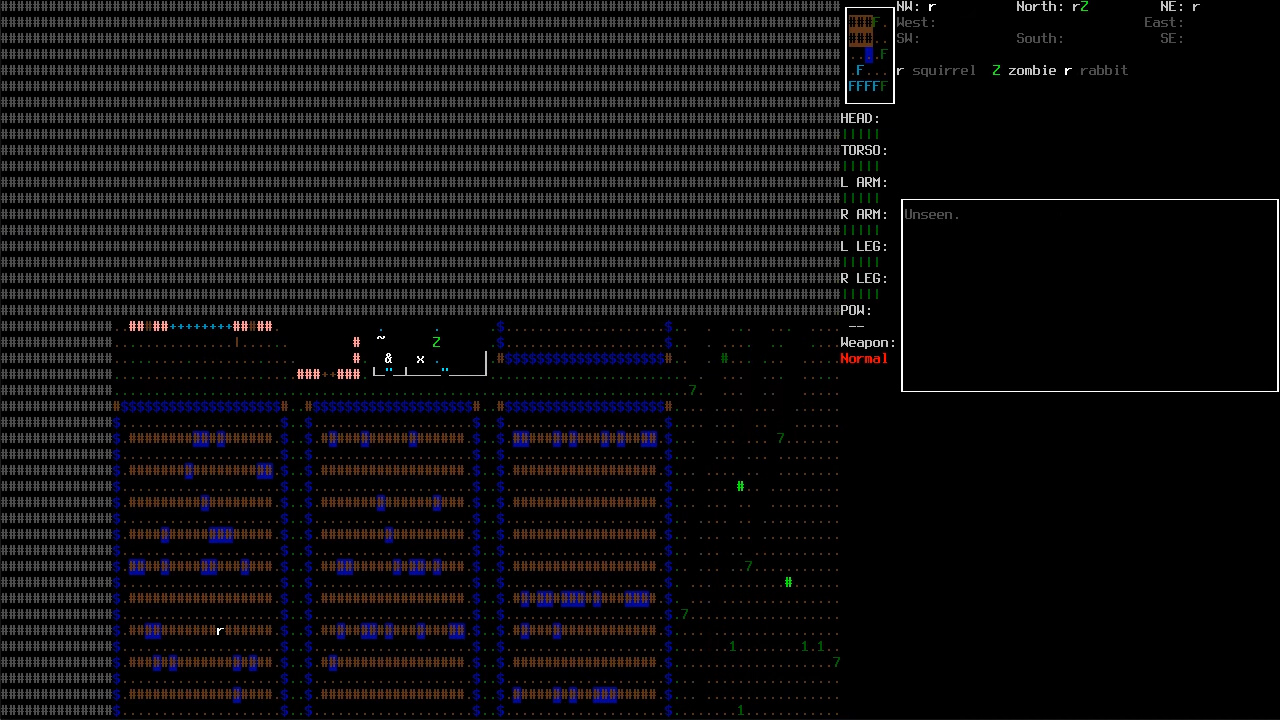 NW: r North: rZ NE: r
West: East:
SW: South: SE:
r squirrel Z zombie r rabbit
HEAD:
|||||
TORSO:
|||||
L ARM:
|||||
R ARM:
|||||
L LEG:
|||||
R LEG:
|||||
POW:
--
Weapon:
Normal
Unseen.